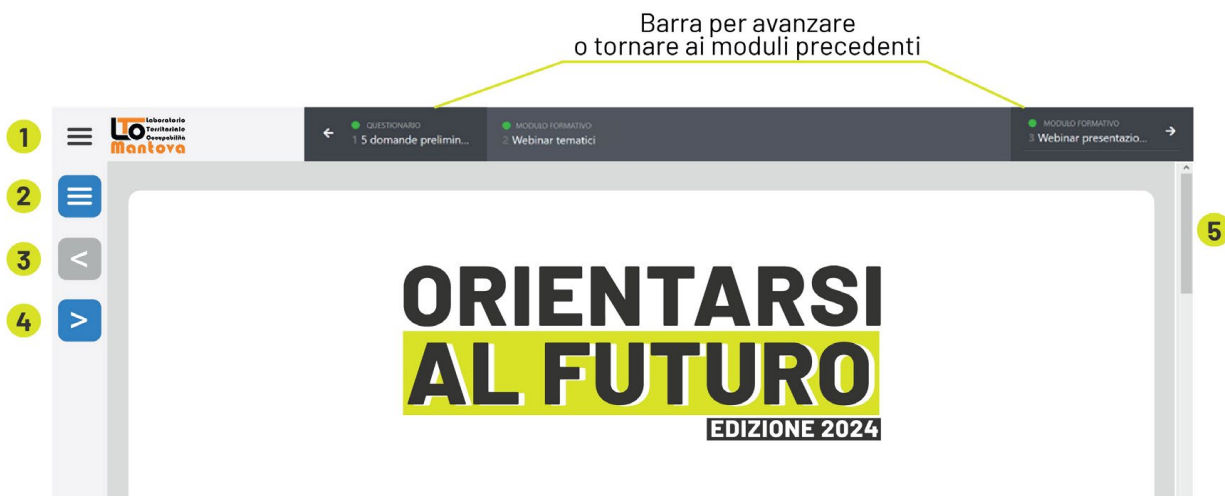 Barra per avanzare
o tornare ai moduli precedenti
1
Laboratorio
LTO Territoriale
Occupabilità
Mantova
← QUESTIONARIO
1 5 domande prelimin...
MODULO FORMATIVO
2 Webinar tematici
MODULO FORMATIVO
3 Webinar presentazio... →
2
3 <
4 >
5
ORIENTARSI
AL FUTURO
EDIZIONE 2024